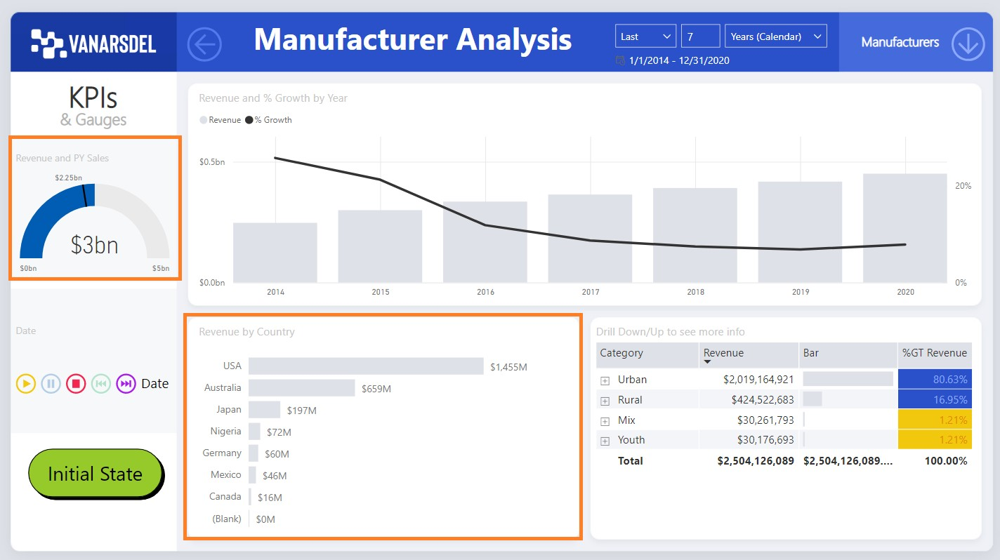 VANARSDEL
Manufacturer Analysis
Last 7 Years (Calendar)
1/1/2014 - 12/31/2020
Manufacturers
KPIs
& Gauges
Revenue and PY Sales
$2.25bn
$3bn
$0bn $5bn
Date
Date
Initial State
Revenue and % Growth by Year
Revenue % Growth
$0.5bn
20%
$0.0bn 0%
2014 2015 2016 2017 2018 2019 2020
Revenue by Country
USA $1,455M
Australia $659M
Japan $197M
Nigeria $72M
Germany $60M
Mexico $46M
Canada $16M
(Blank) $0M
Drill Down/Up to see more info
Category Revenue Bar %GT Revenue
Urban $2,019,164,921 80.63%
Rural $424,522,683 16.95%
Mix $30,261,793 1.21%
Youth $30,176,693 1.21%
Total $2,504,126,089 $2,504,126,089.... 100.00%